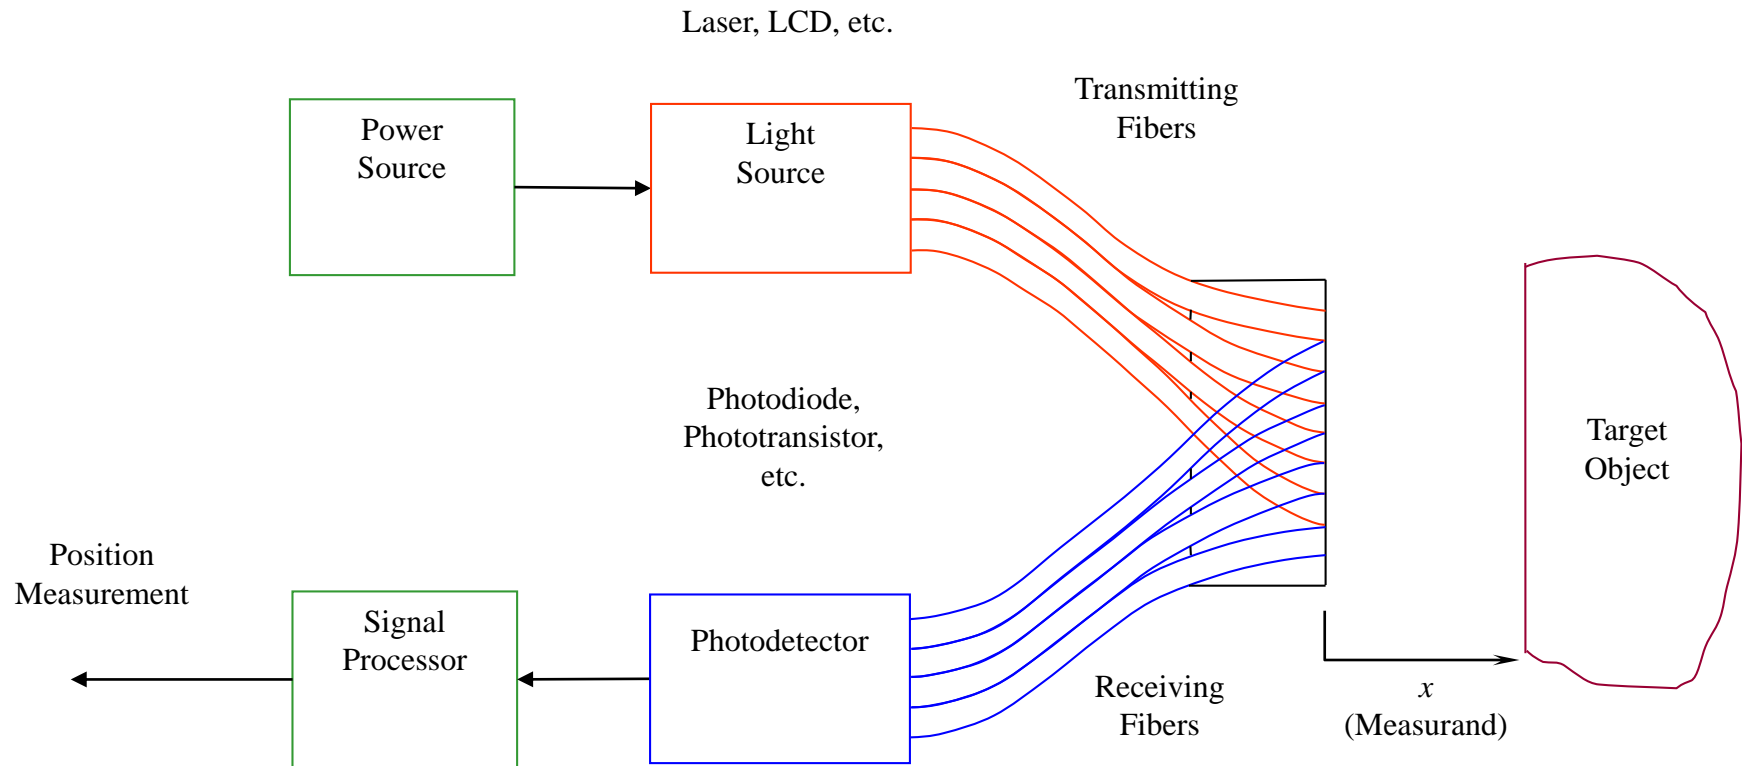 Laser, LCD, etc.
Transmitting
Fibers
Power
Source
Light
Source
Photodiode,
Phototransistor,
etc.
Target
Object
Position
Measurement
Signal
Processor
Photodetector
Receiving
Fibers
x
(Measurand)